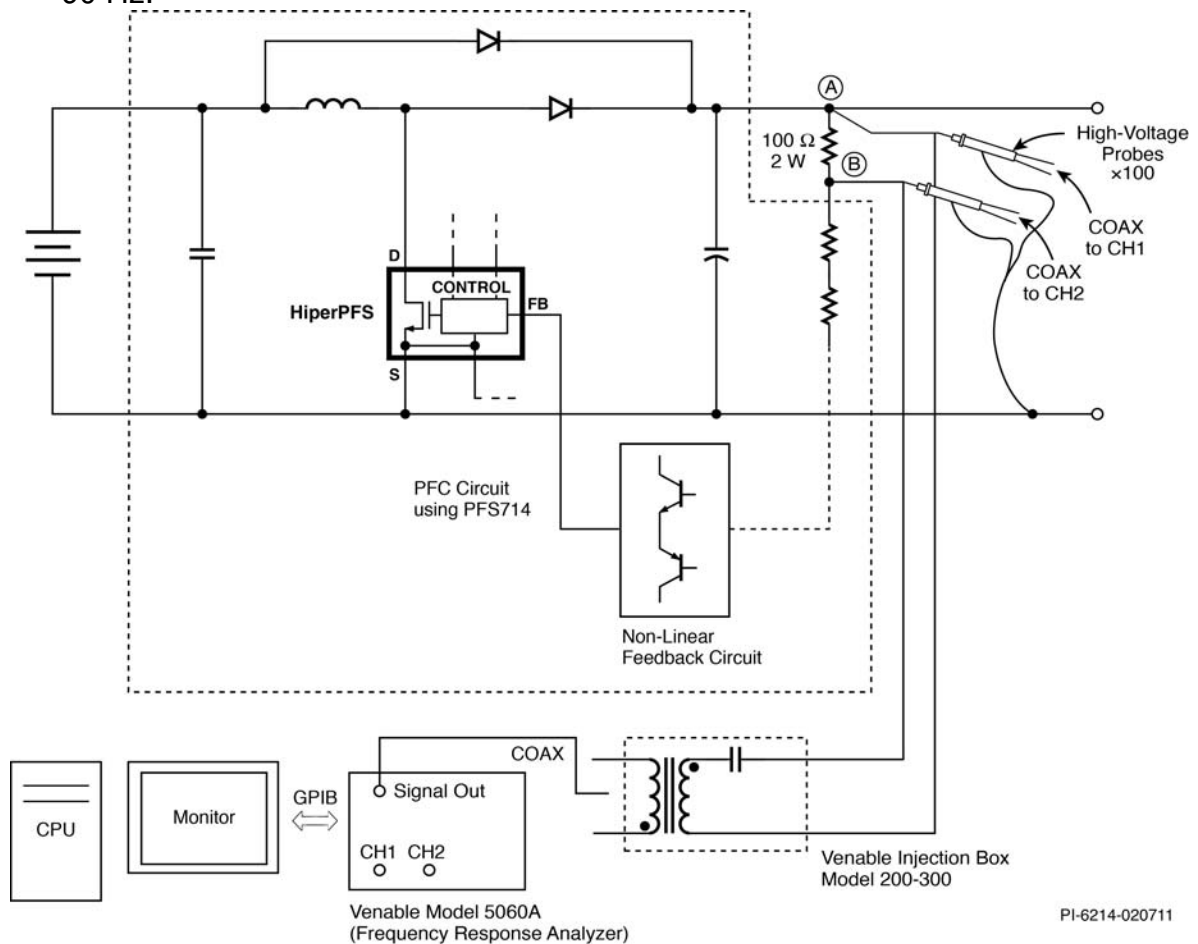 90 Hz.
A
100 Ω
2 W
B
High-Voltage
Probes
×100
COAX
to CH1
COAX
to CH2
D
CONTROL
FB
HiperPFS
S
PFC Circuit
using PFS714
Non-Linear
Feedback Circuit
COAX
Signal Out
GPIB
CPU
Monitor
CH1 CH2
Venable Injection Box
Model 200-300
Venable Model 5060A
(Frequency Response Analyzer)
PI-6214-020711